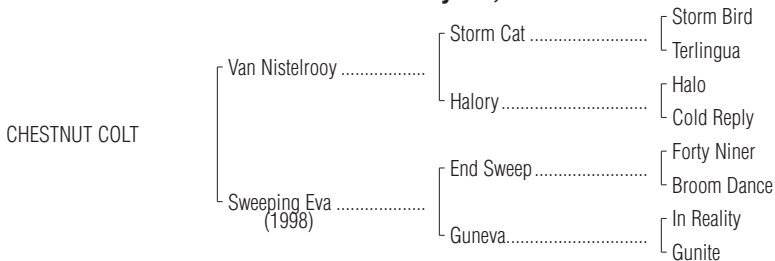 Storm Bird
Storm Cat ..............................
Terlingua
Van Nistelrooy ..................
Halo
Halory.....................................
Cold Reply
CHESTNUT COLT
Forty Niner
End Sweep.............................
Broom Dance
Sweeping Eva ...................
(1998)
In Reality
Guneva...................................
Gunite